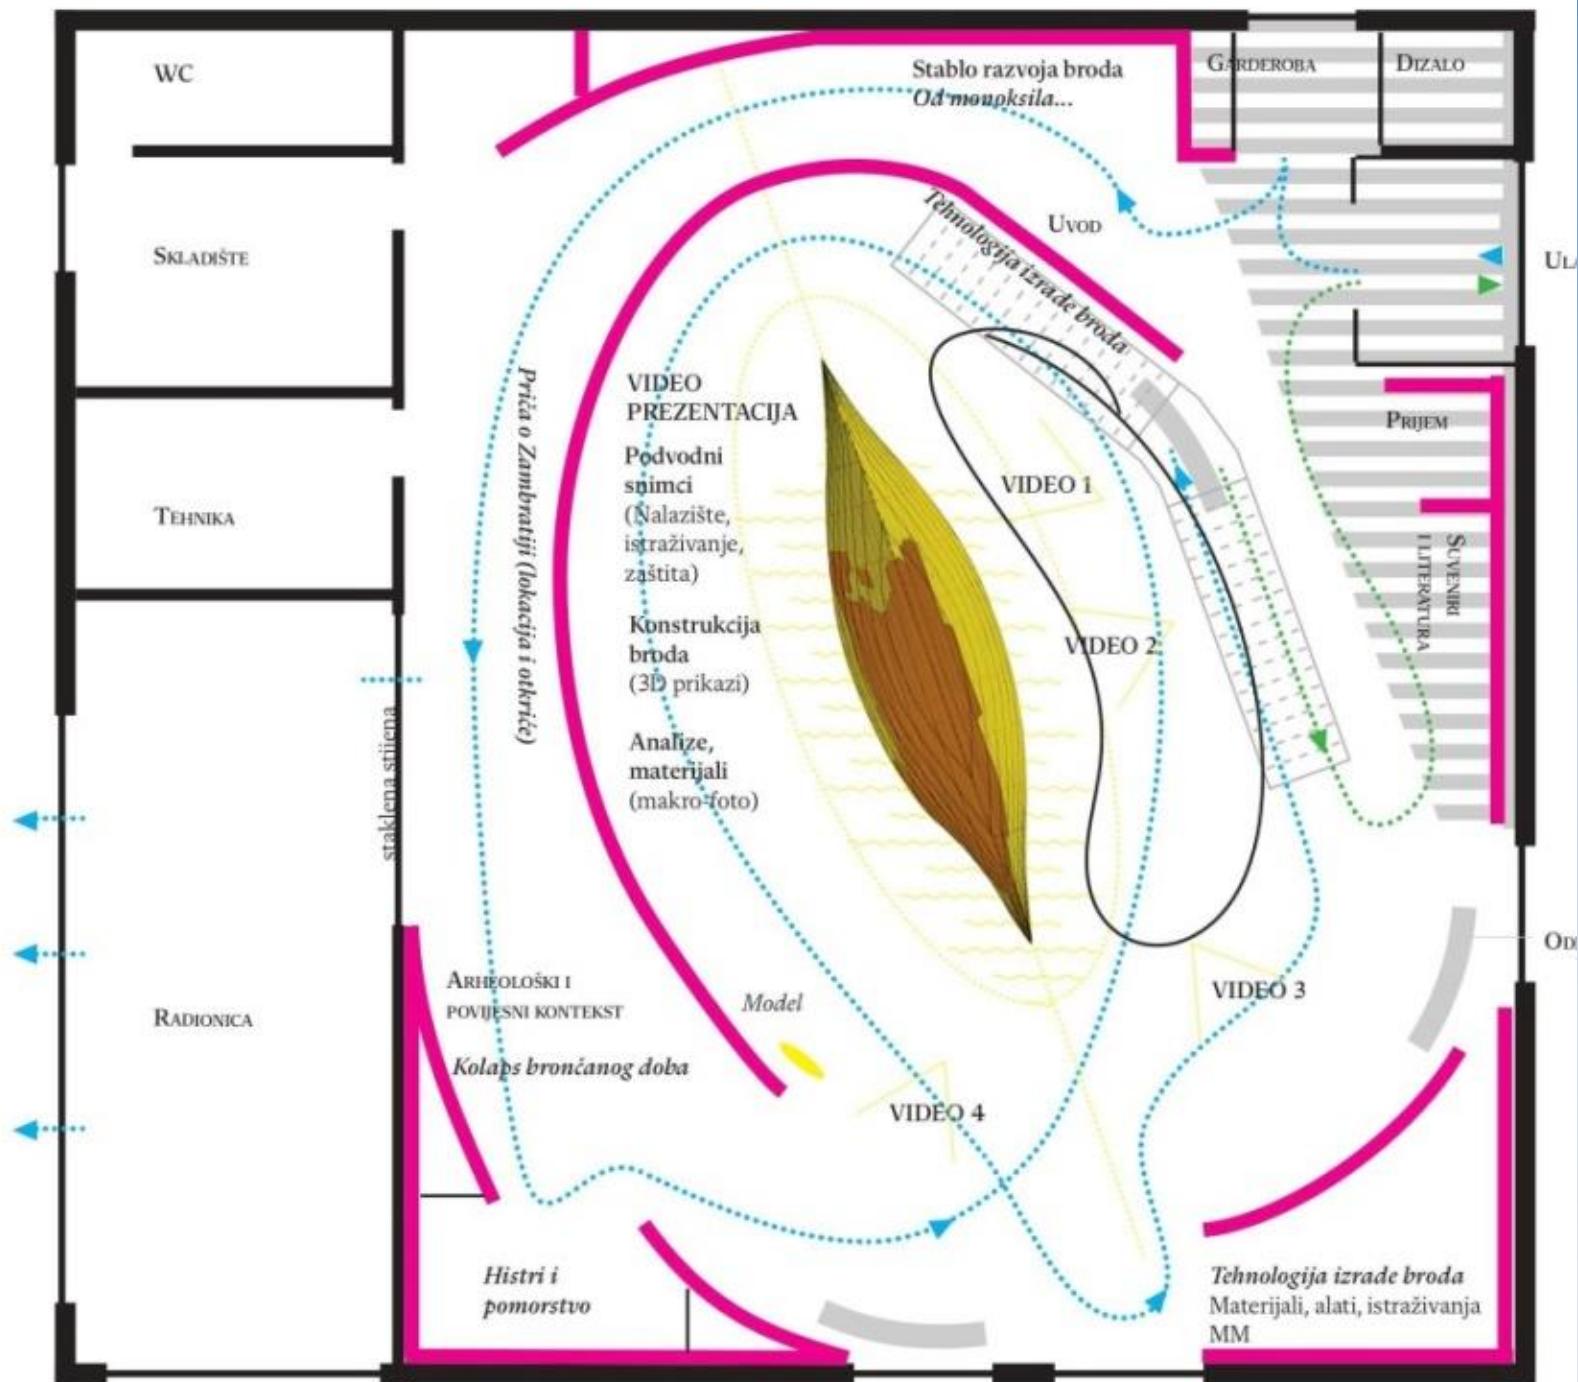 WC
Stablo razvoja broda
Od monoksila...
Garderoba
Dizalo
Skladište
Tehnologija izrade broda
Uvod
Priča o Zambratiji (lokacija i otkriće)
VIDEO
PREZENTACIJA
Podvodni
snimci
(Nalazište,
istraživanje,
zaštita)
Konstrukcija
broda
(3D prikazi)
Analize,
materijali
(makro-foto)
VIDEO 1
Prijem
Tehnika
Suveniri
i literatura
VIDEO 2
staklena stijena
Arheološki i
povijesni kontekst
Kolaps brončanog doba
Model
VIDEO 3
Radionica
VIDEO 4
Histri i
pomorstvo
Tehnologija izrade broda
Materijali, alati, istraživanja
MM